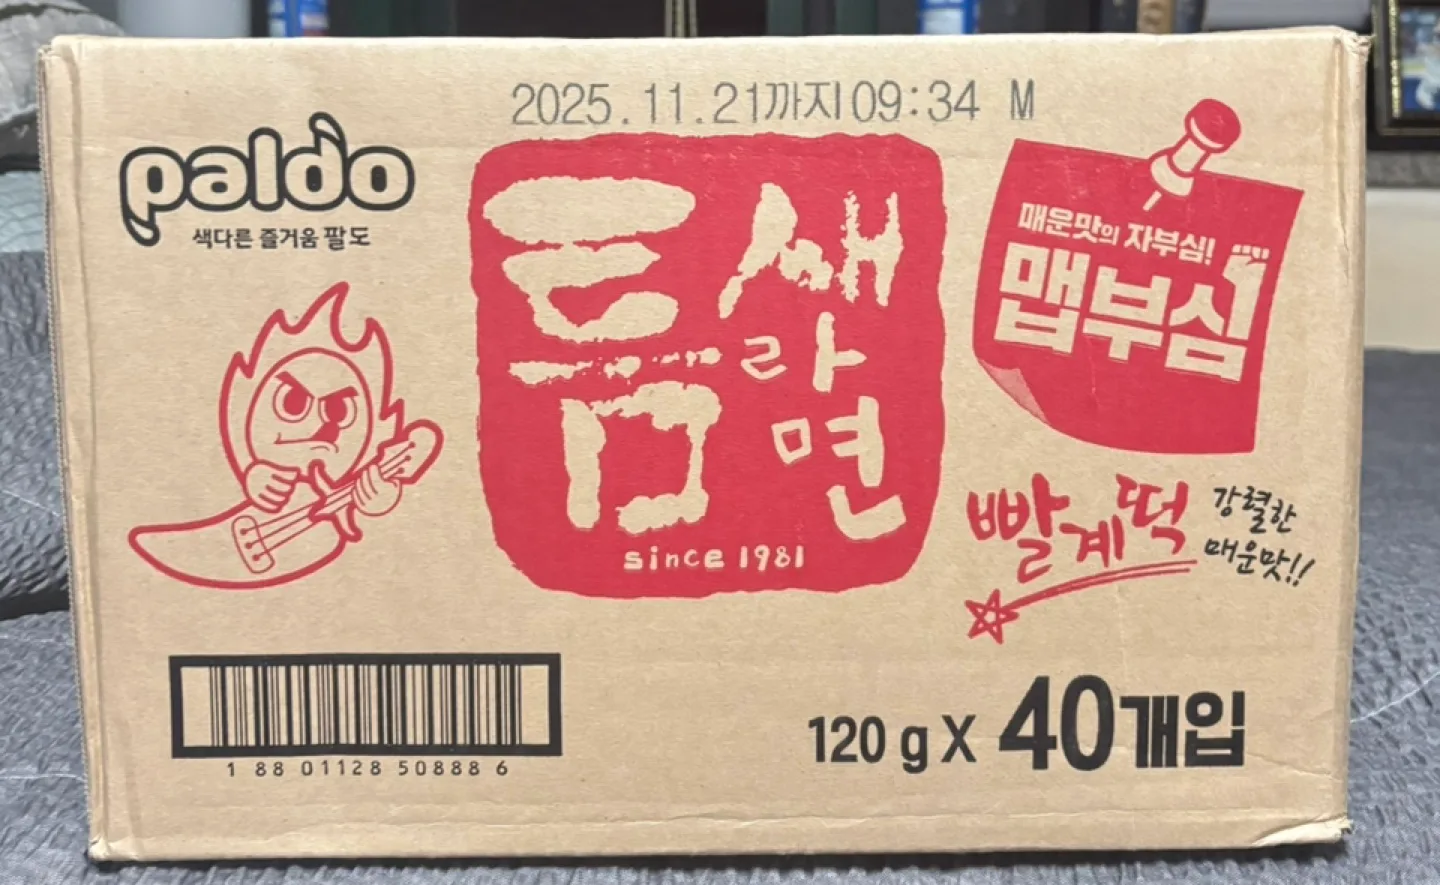 2025.11.21까지09:34 M
paldo
색다른 즐거움 팔도
틈새
라면
since 1981
매운맛의 자부심!
맵부심
빨계떡
강렬한
매운맛!!
1 88 01128 50888 6
120 g X 40개입